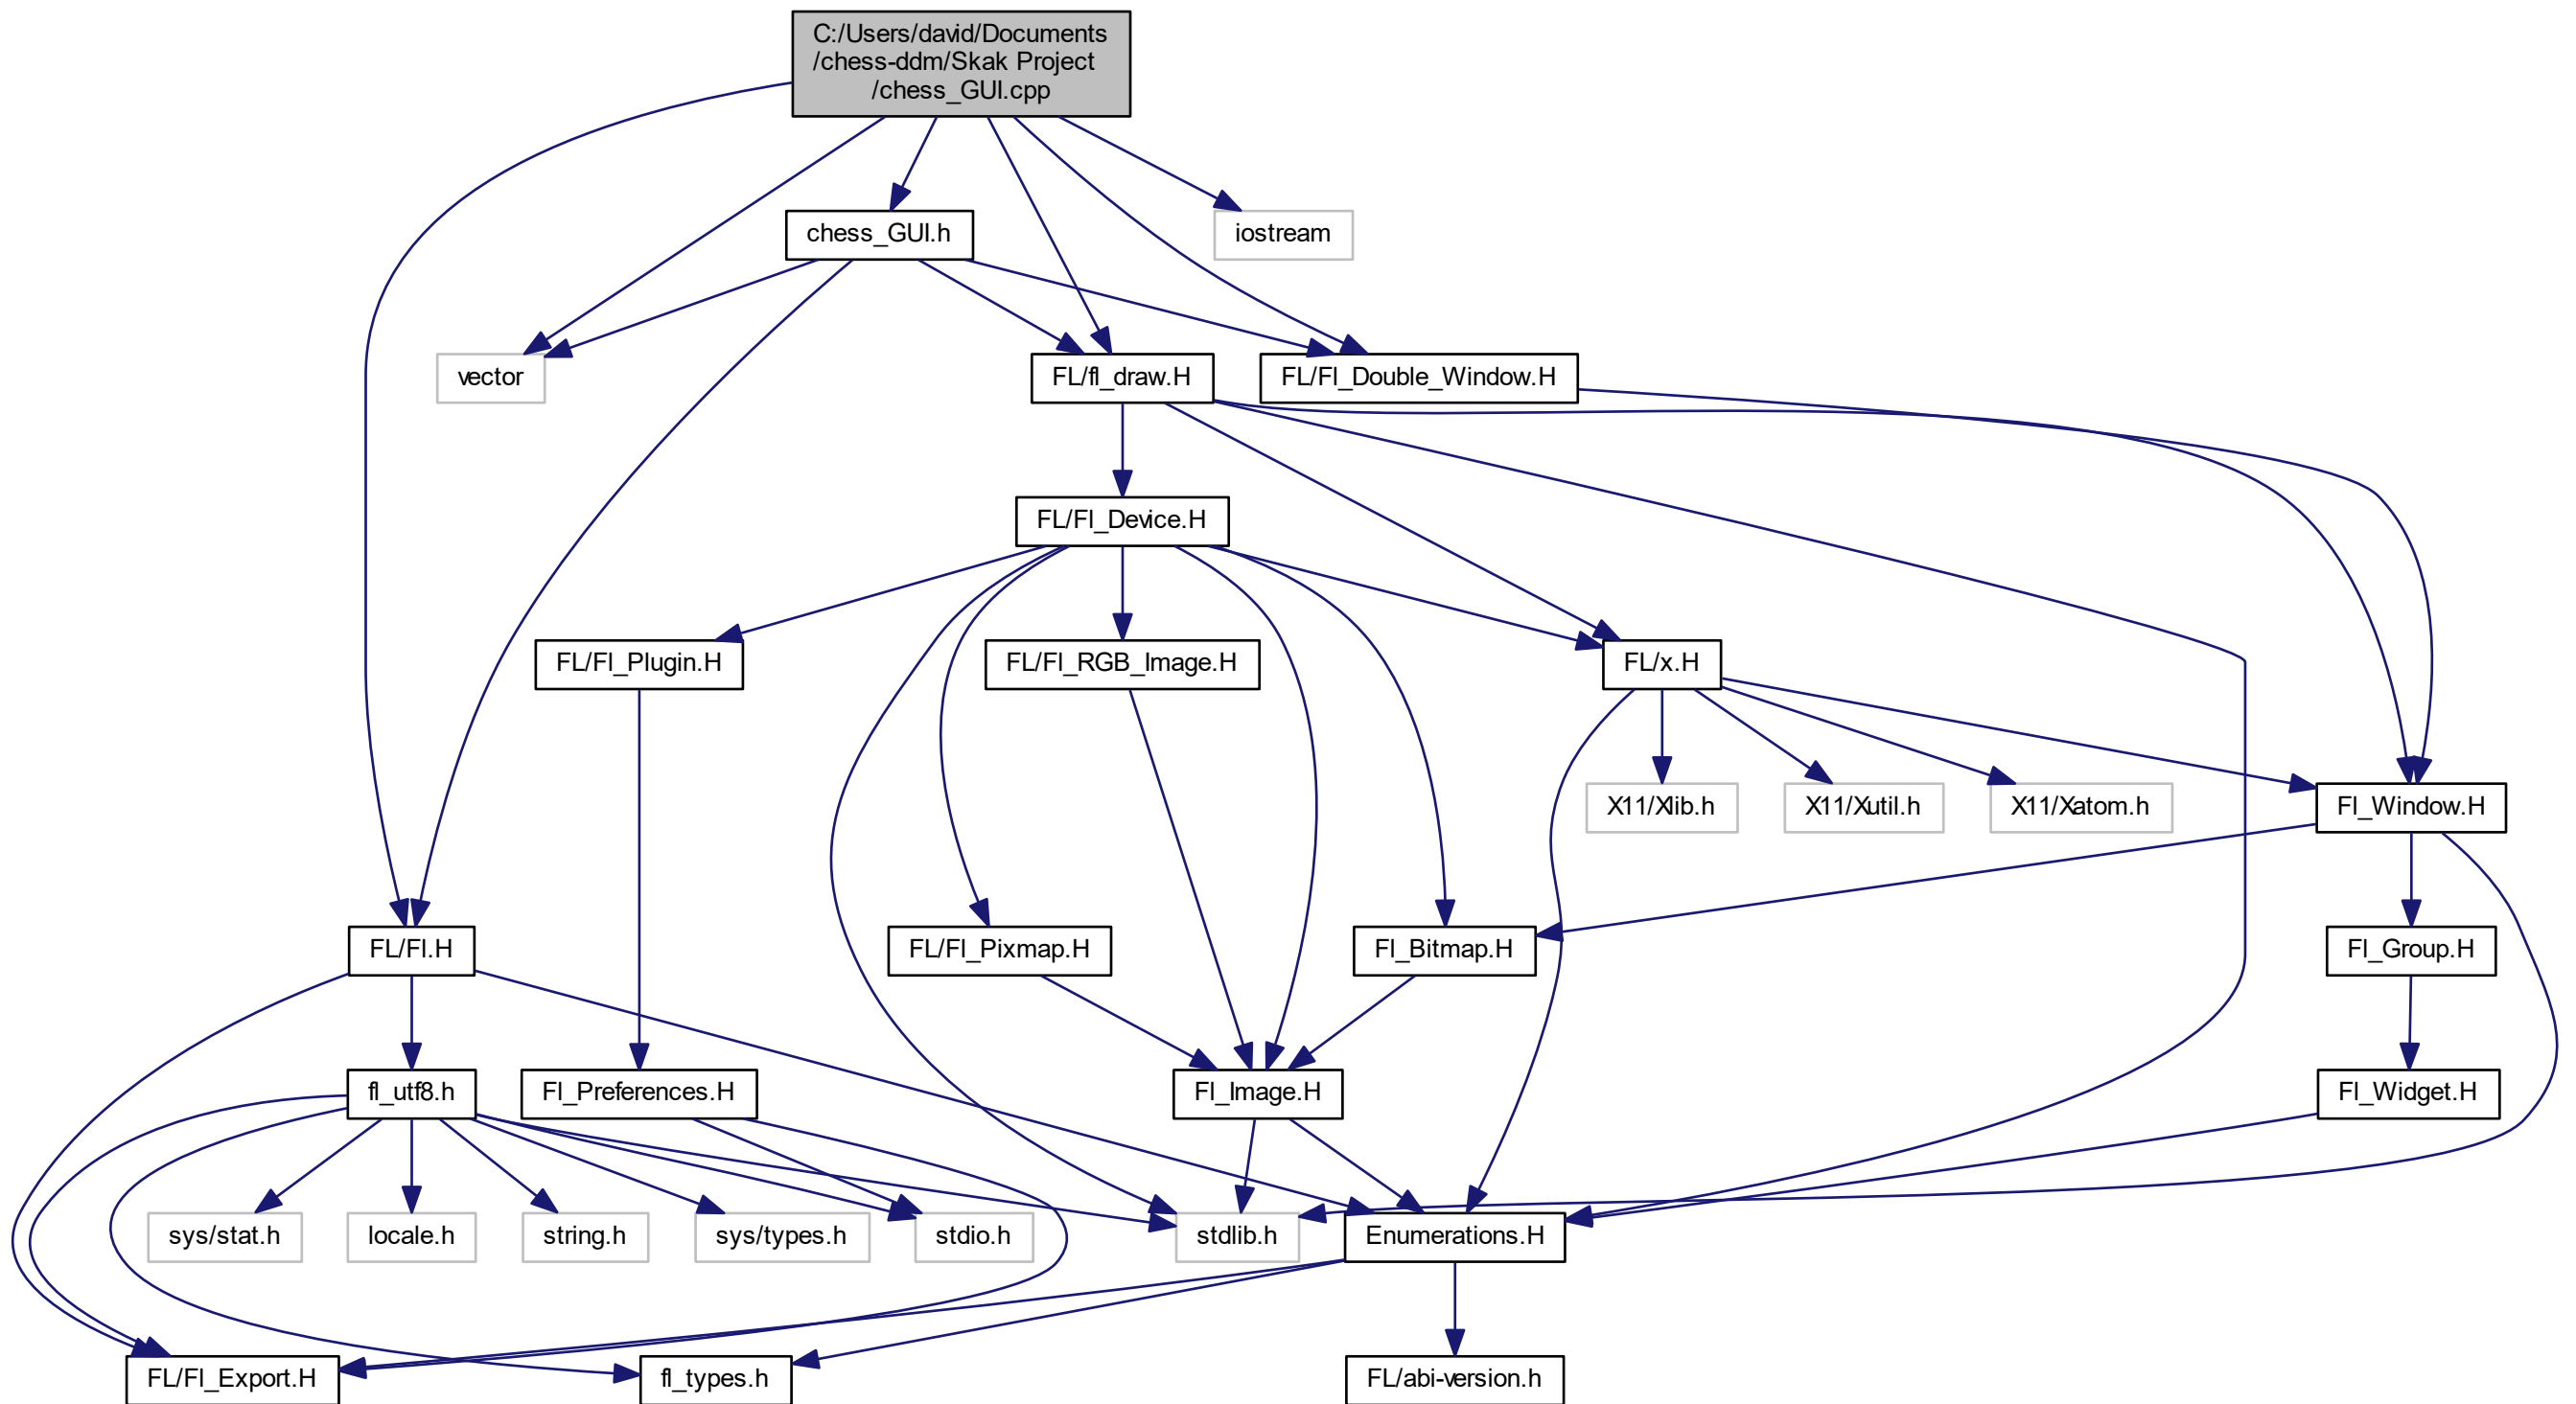 C:/Users/david/Documents
/chess-ddm/Skak Project
/chess_GUI.cpp
chess_GUI.h
iostream
vector
FL/fl_draw.H
FL/Fl_Double_Window.H
FL/Fl_Device.H
FL/Fl_Plugin.H
FL/Fl_RGB_Image.H
FL/x.H
X11/Xlib.h
X11/Xutil.h
X11/Xatom.h
Fl_Window.H
FL/Fl.H
FL/Fl_Pixmap.H
Fl_Bitmap.H
Fl_Group.H
fl_utf8.h
Fl_Preferences.H
Fl_Image.H
Fl_Widget.H
sys/stat.h
locale.h
string.h
sys/types.h
stdio.h
stdlib.h
Enumerations.H
FL/Fl_Export.H
fl_types.h
FL/abi-version.h